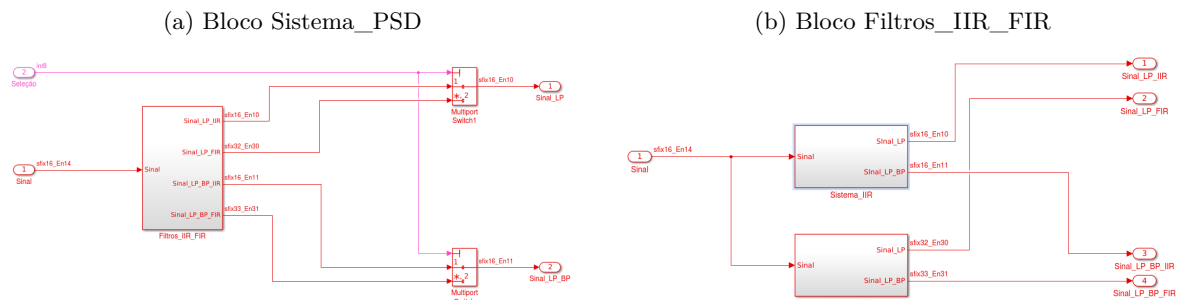 (a) Bloco Sistema_PSD
int8
2
Seleção
sfix16_En10
1
Sinal_LP
1
*, 2
Multiport
Switch1
Sinal_LP_IIR
sfix16_En10
Sinal_LP_FIR
sfix32_En30
sfix16_En14
1
Sinal
Sinal
Sinal_LP_BP_IIR
sfix16_En11
Sinal_LP_BP_FIR
sfix33_En31
Filtros_IIR_FIR
1
*, 2
sfix16_En11
2
Sinal_LP_BP
Multiport
(b) Bloco Filtros_IIR_FIR
1
Sinal_LP_IIR
2
Sinal_LP_FIR
sfix16_En14
1
Sinal
Sinal
SInal_LP
sfix16_En10
SInal_LP_BP
sfix16_En11
Sistema_IIR
Sinal
SInal_LP
sfix32_En30
SInal_LP_BP
sfix33_En31
3
Sinal_LP_BP_IIR
4
Sinal_LP_BP_FIR